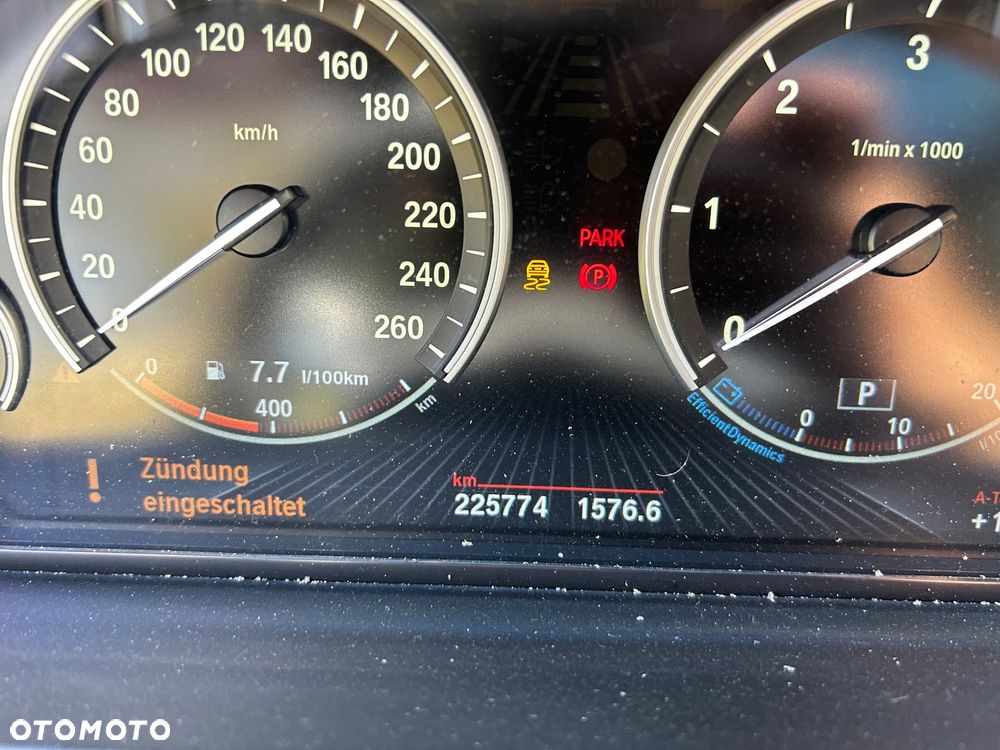 120 140
100 160
80 180
60 200
40 220
20 240
0 260
km/h
0
7.7 l/100km
400
km
PARK
P
3
2
1/min x 1000
1
0
P
0 10 20
EfficientDynamics
Zündung
eingeschaltet
km
225774 1576.6
OTOMOTO